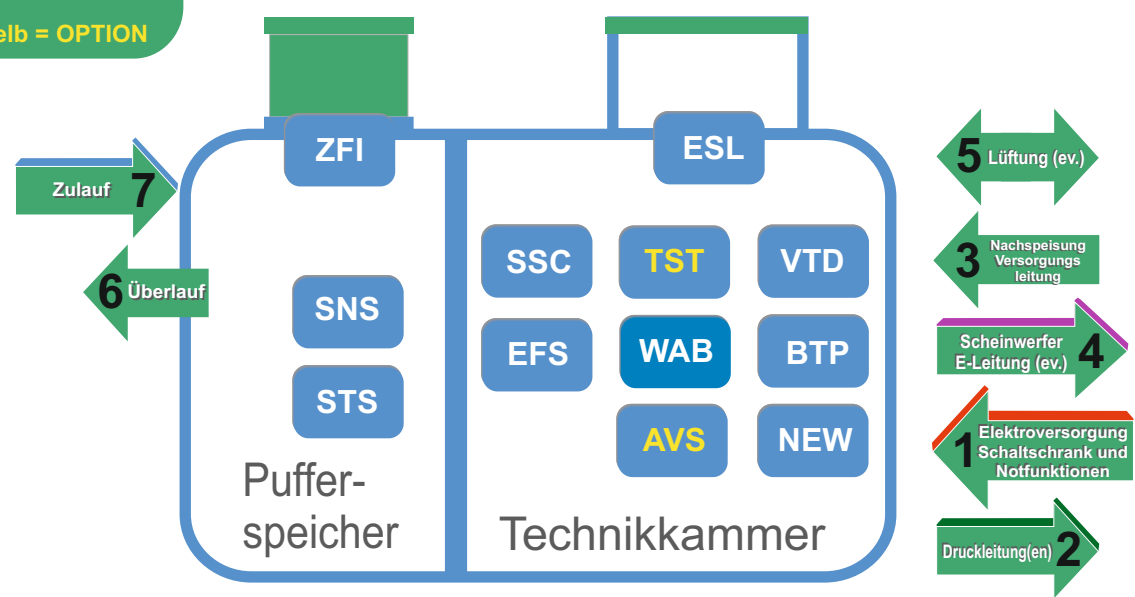 elb = OPTION
ZFI
ESL
Zulauf 7
6 Überlauf
SNS
STS
SSC
TST
VTD
EFS
WAB
BTP
AVS
NEW
Puffer-
speicher
Technikkammer
5 Lüftung (ev.)
3
Nachspeisung
Versorgungs
leitung
Scheinwerfer
E-Leitung (ev.)
4
1
Elektroversorgung
Schaltschrank und
Notfunktionen
Druckleitung(en) 2